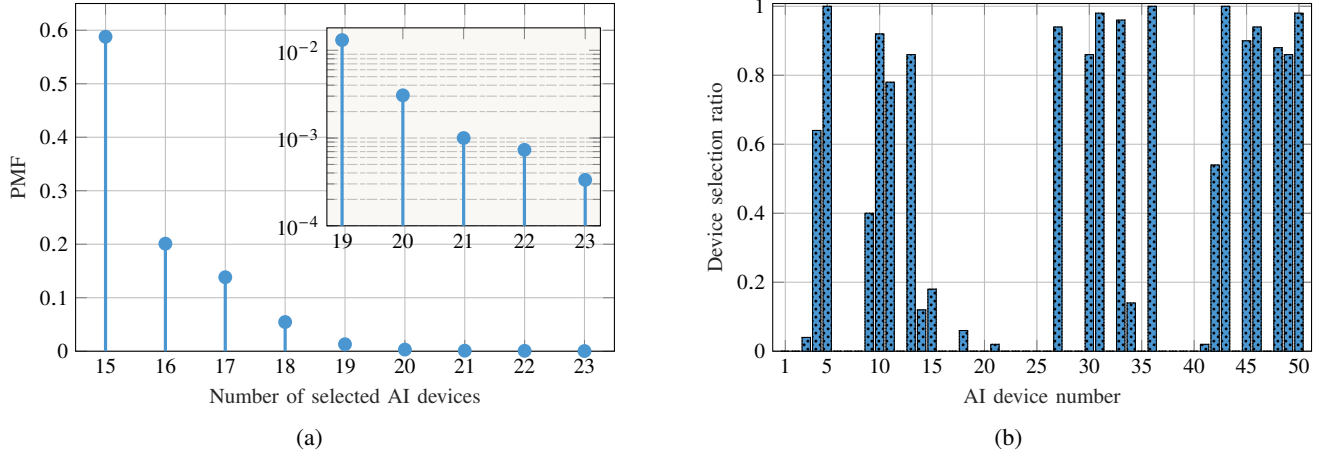 0.6
0.5
0.4
0.3
0.2
0.1
0
PMF
15 16 17 18 19 20 21 22 23
Number of selected AI devices
10−2
10−3
10−4
19 20 21 22 23
(a)
1
0.8
0.6
0.4
0.2
0
Device selection ratio
1 5 10 15 20 25 30 35 40 45 50
AI device number
(b)